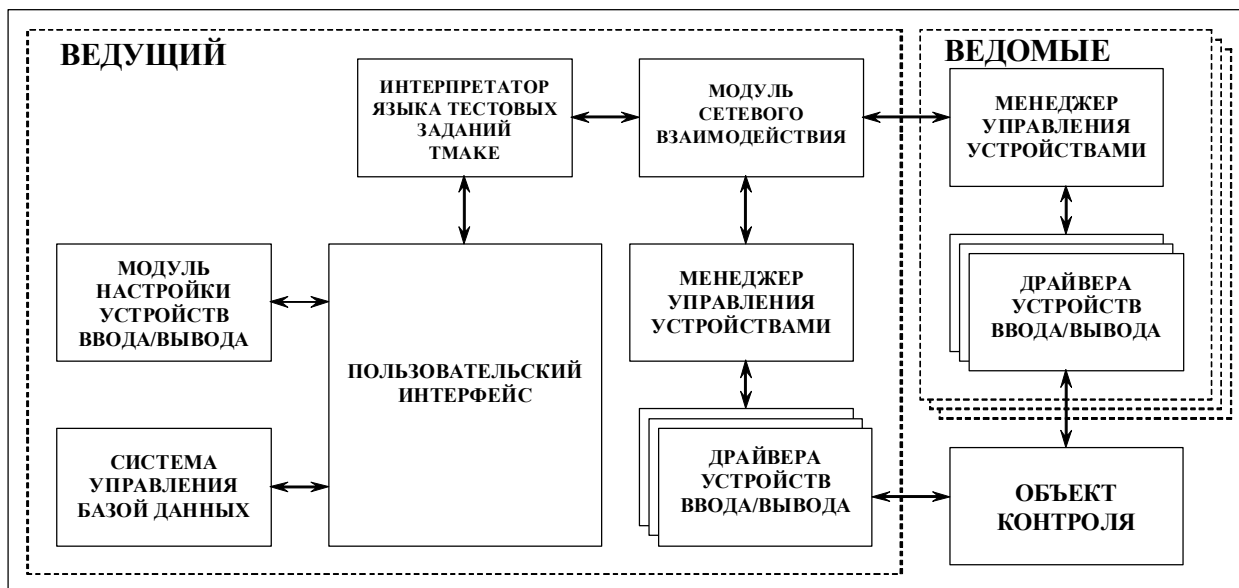 ВЕДУЩИЙ
ВЕДОМЫЕ
ИНТЕРПРЕТАТОР
ЯЗЫКА ТЕСТОВЫХ
ЗАДАНИЙ
TMAKE
МОДУЛЬ
СЕТЕВОГО
ВЗАИМОДЕЙСТВИЯ
МЕНЕДЖЕР
УПРАВЛЕНИЯ
УСТРОЙСТВАМИ
МОДУЛЬ
НАСТРОЙКИ
УСТРОЙСТВ
ВВОДА/ВЫВОДА
ПОЛЬЗОВАТЕЛЬСКИЙ
ИНТЕРФЕЙС
МЕНЕДЖЕР
УПРАВЛЕНИЯ
УСТРОЙСТВАМИ
ДРАЙВЕРА
УСТРОЙСТВ
ВВОДА/ВЫВОДА
СИСТЕМА
УПРАВЛЕНИЯ
БАЗОЙ ДАННЫХ
ДРАЙВЕРА
УСТРОЙСТВ
ВВОДА/ВЫВОДА
ОБЪЕКТ
КОНТРОЛЯ